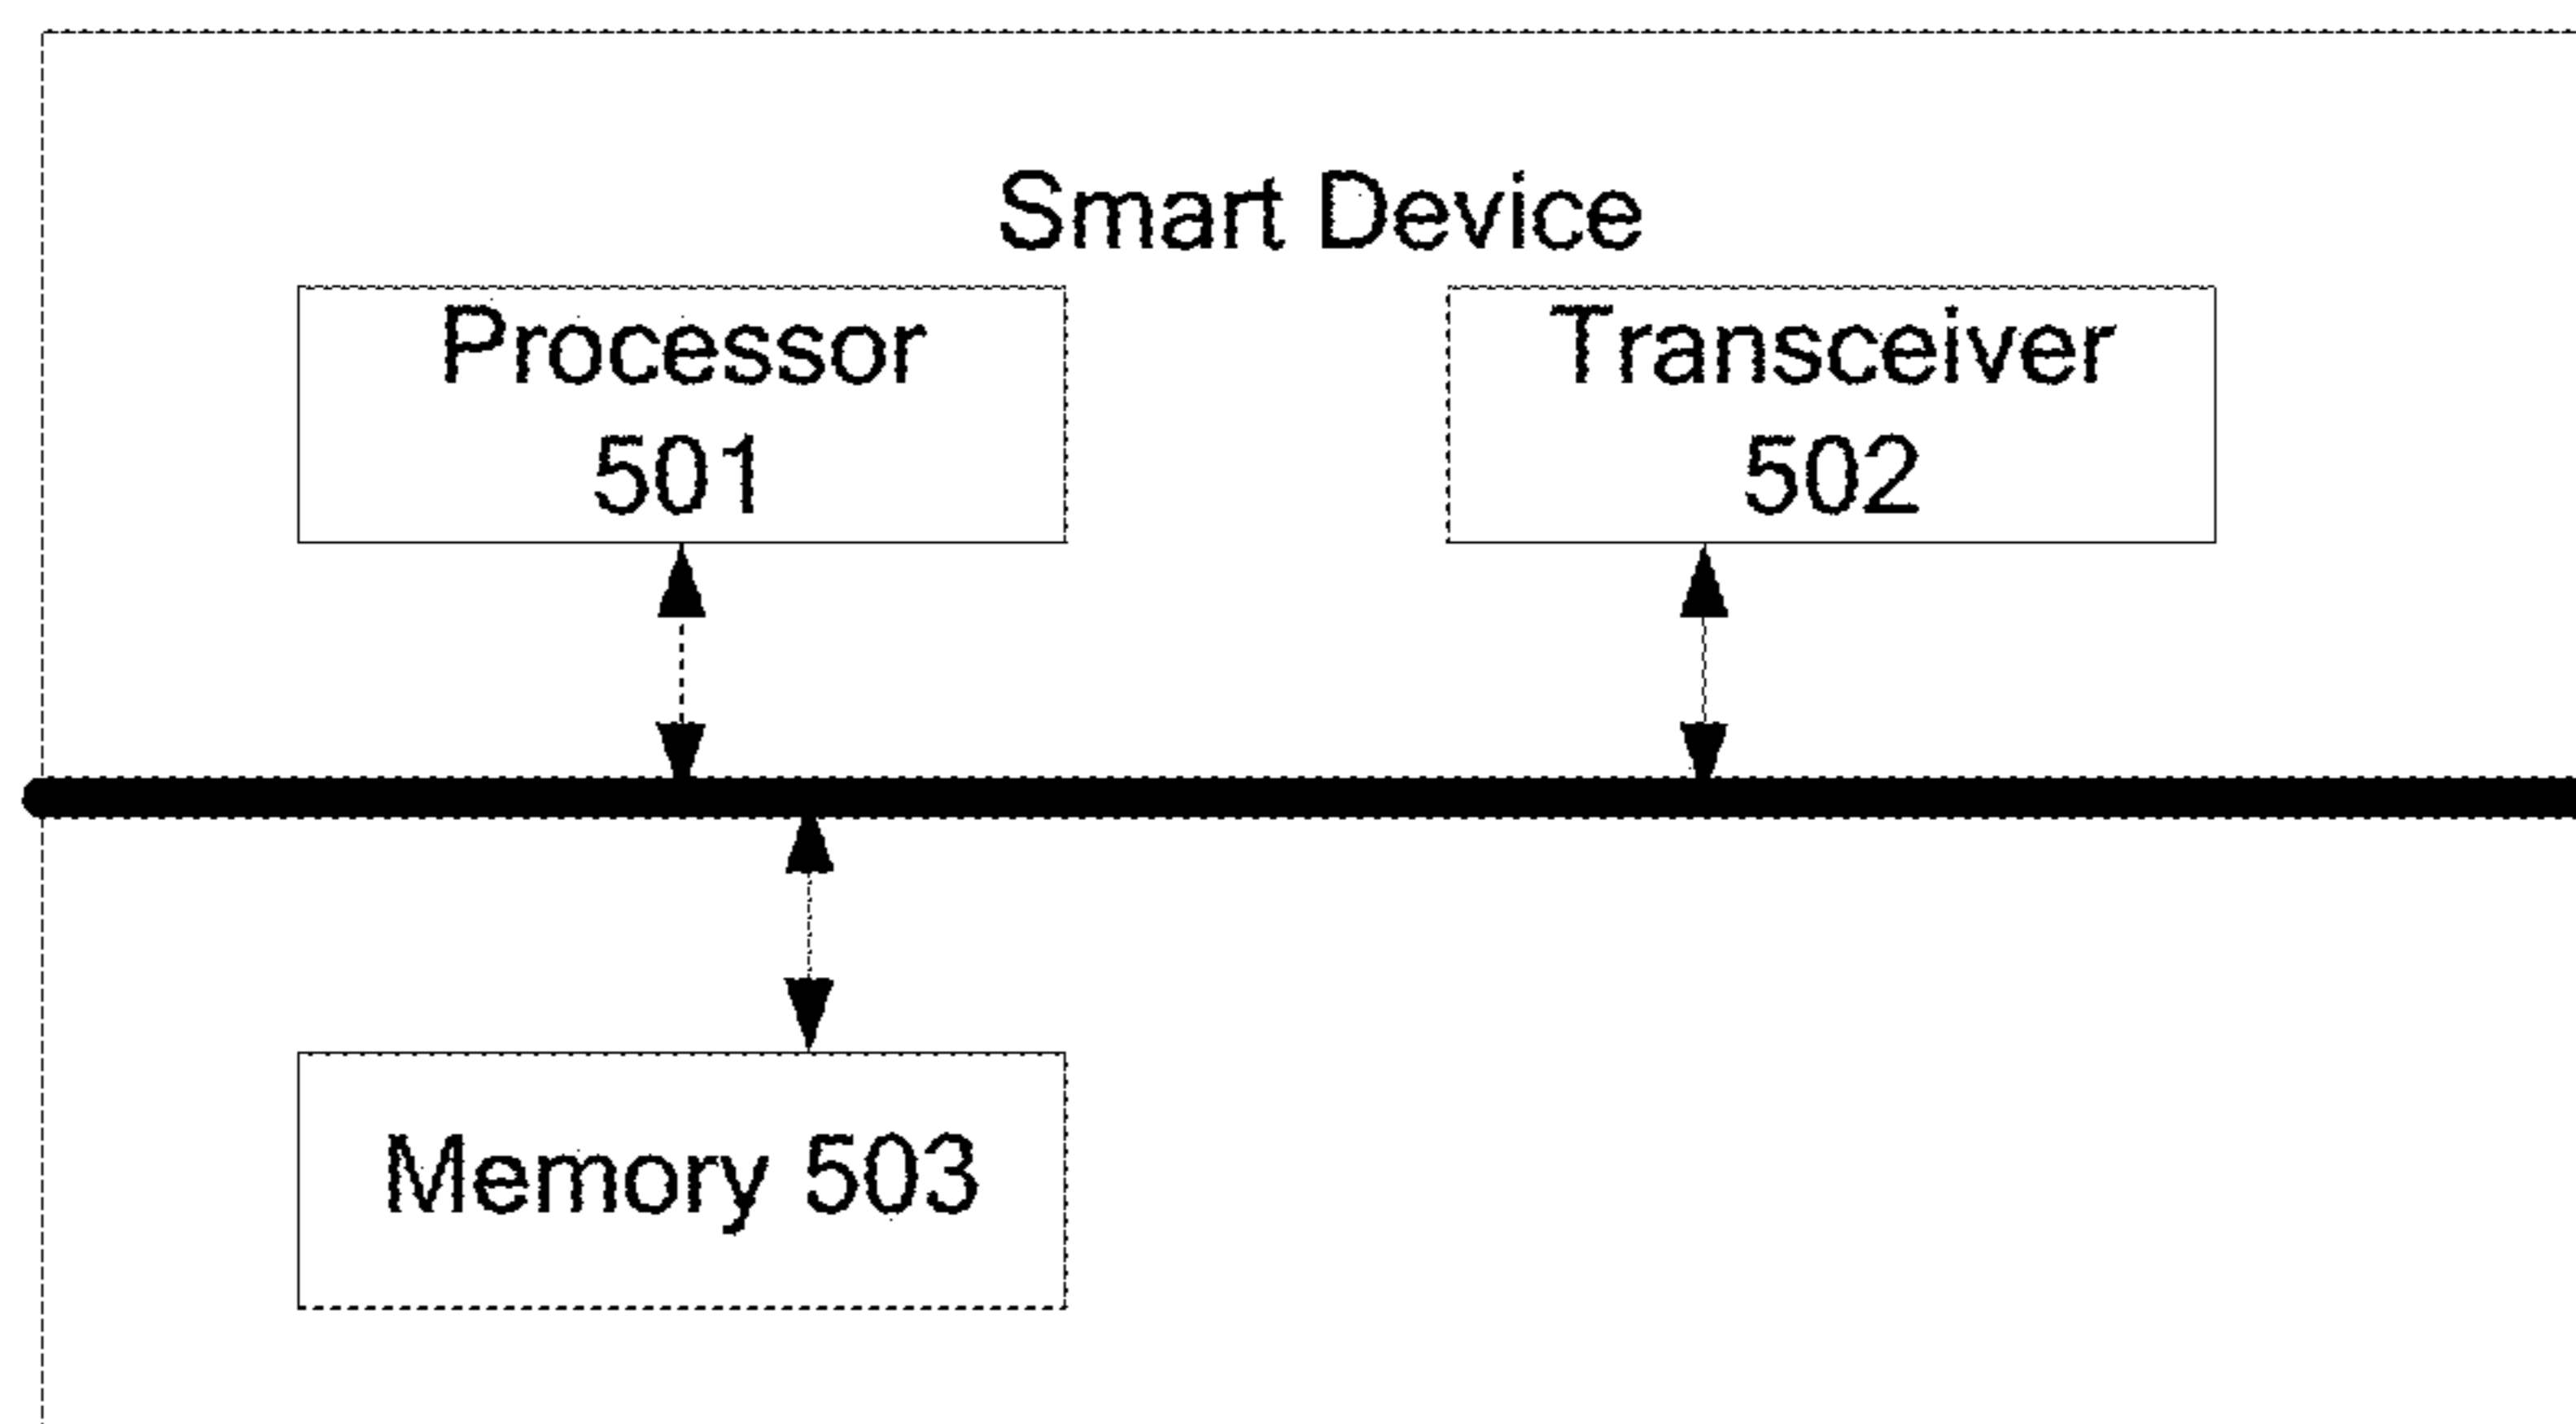 Smart Device
Processor
501
Transceiver
502
Memory 503